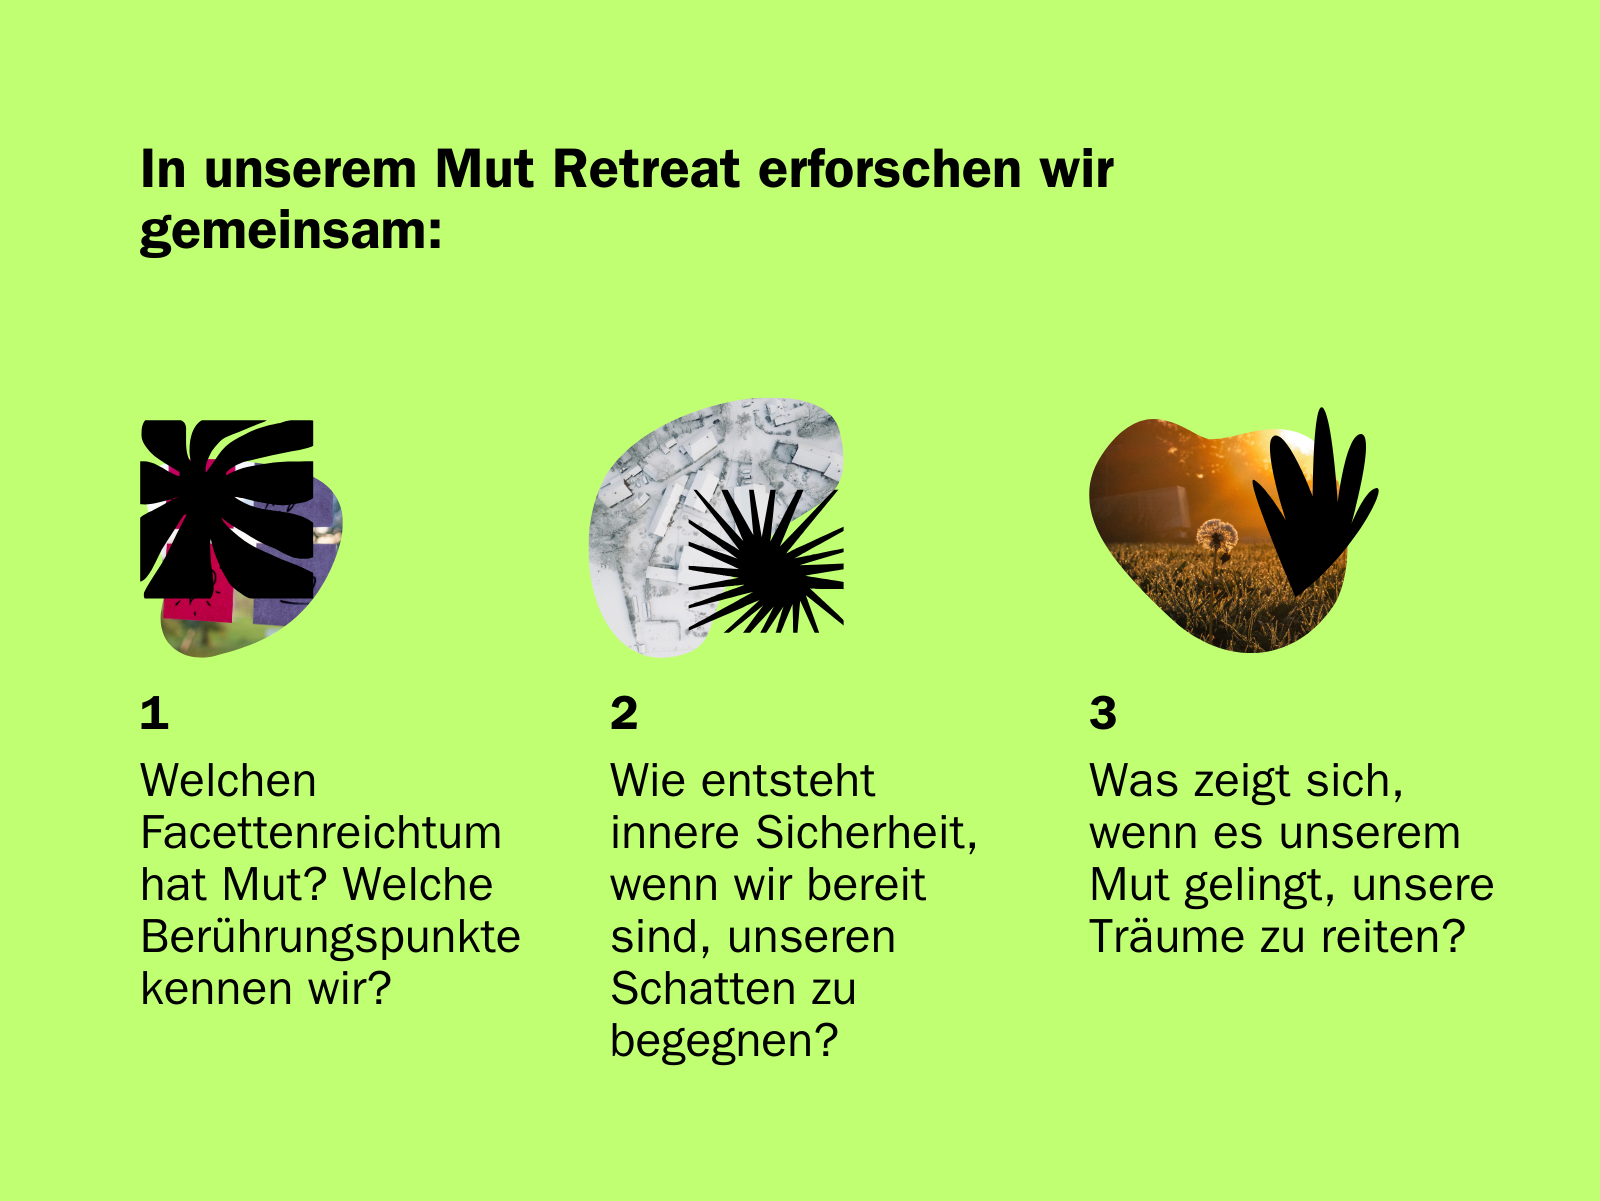 In unserem Mut Retreat erforschen wir
gemeinsam:
1
Welchen
Facettenreichtum
hat Mut? Welche
Berührungspunkte
kennen wir?
2
Wie entsteht
innere Sicherheit,
wenn wir bereit
sind, unseren
Schatten zu
begegnen?
3
Was zeigt sich,
wenn es unserem
Mut gelingt, unsere
Träume zu reiten?